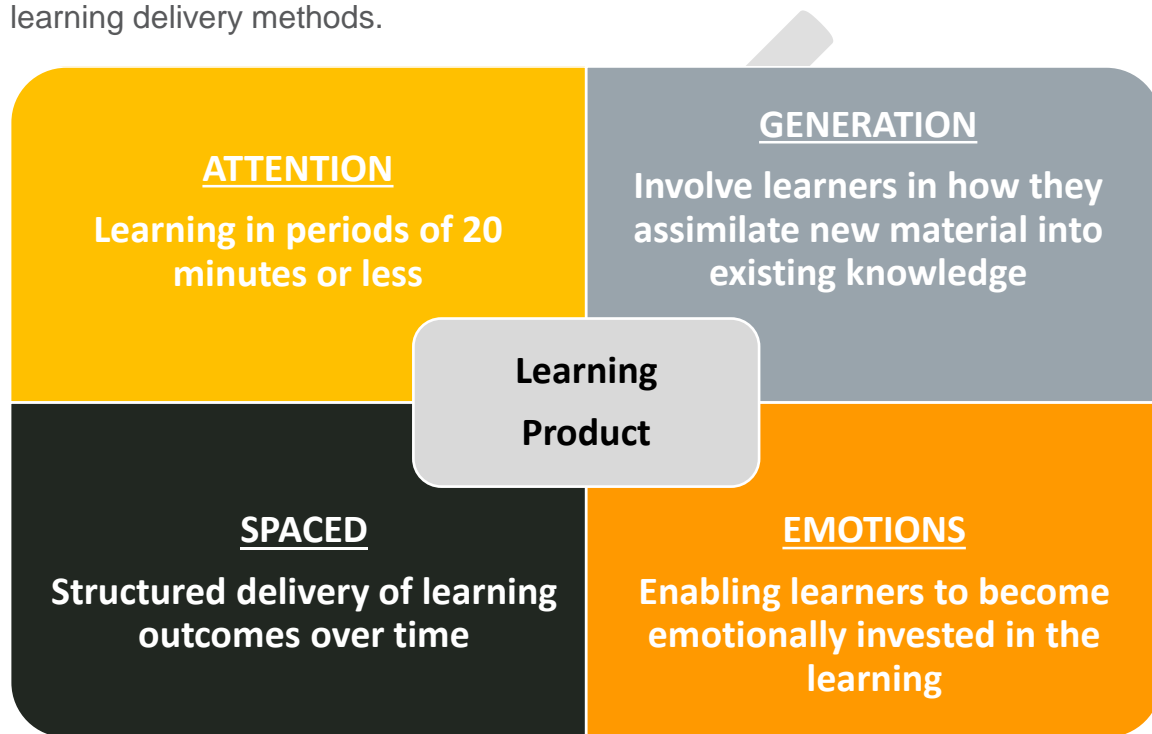 learning delivery methods.
ATTENTION
Learning in periods of 20
minutes or less
GENERATION
Involve learners in how they
assimilate new material into
existing knowledge
Learning
Product
SPACED
Structured delivery of learning
outcomes over time
EMOTIONS
Enabling learners to become
emotionally invested in the
learning